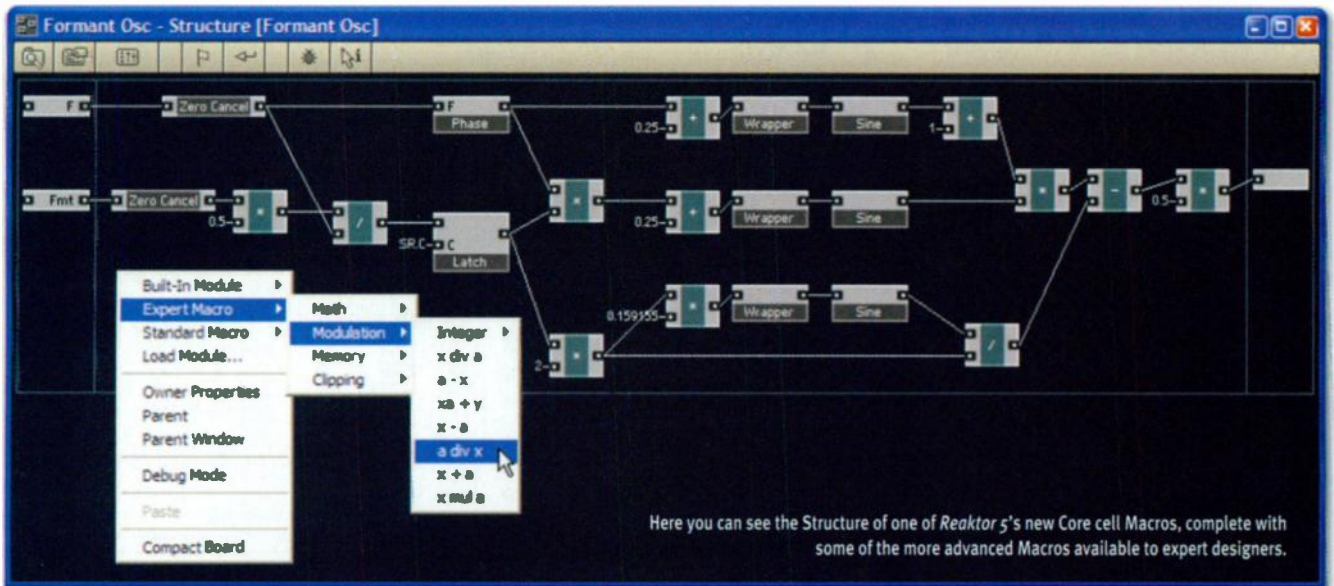 Formant Osc - Structure [Formant Osc]
F
Zero Cancel
F
Phase
0.25
+
Wrapper
Sine
1
+
Fmt
Zero Cancel
0.5
×
/
SR.C
C
Latch
×
0.25
+
Wrapper
Sine
×
-
0.5
×
0.159155
×
Wrapper
Sine
2
×
/
Built-In Module
Expert Macro
Standard Macro
Load Module...
Owner Properties
Parent
Parent Window
Debug Mode
Paste
Compact Board
Math
Modulation
Memory
Clipping
Integer
x div a
a - x
xa + y
x - a
a div x
x + a
x mul a
Here you can see the Structure of one of Reaktor 5's new Core cell Macros, complete with
some of the more advanced Macros available to expert designers.